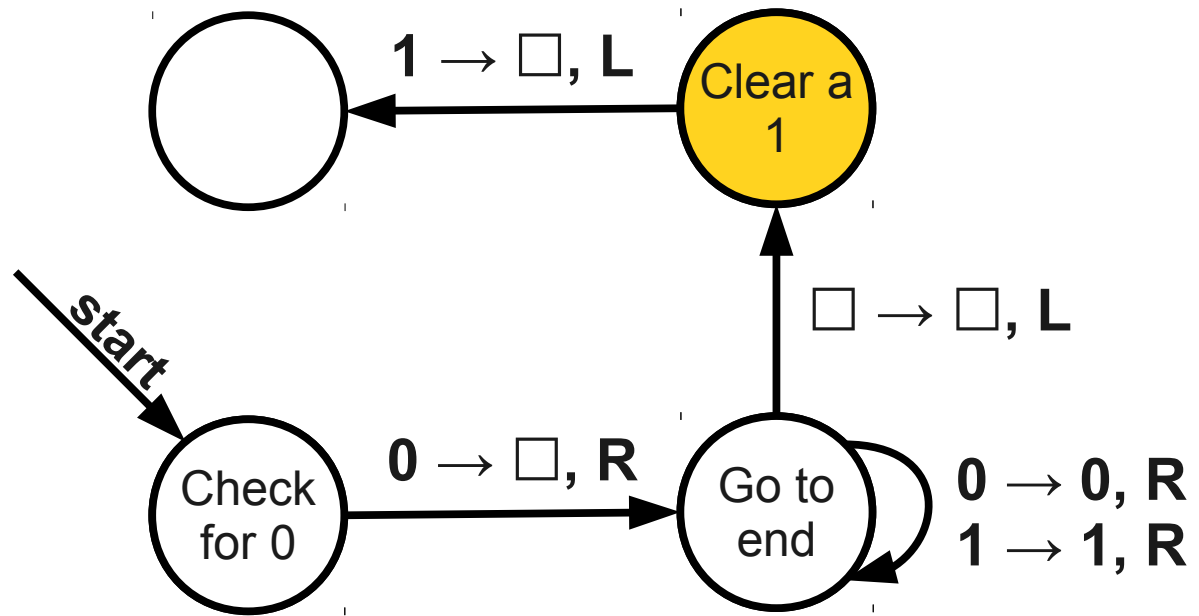 1 → □, L
Clear a
1
start
□ → □, L
Check
for 0
0 → □, R
Go to
end
0 → 0, R
1 → 1, R